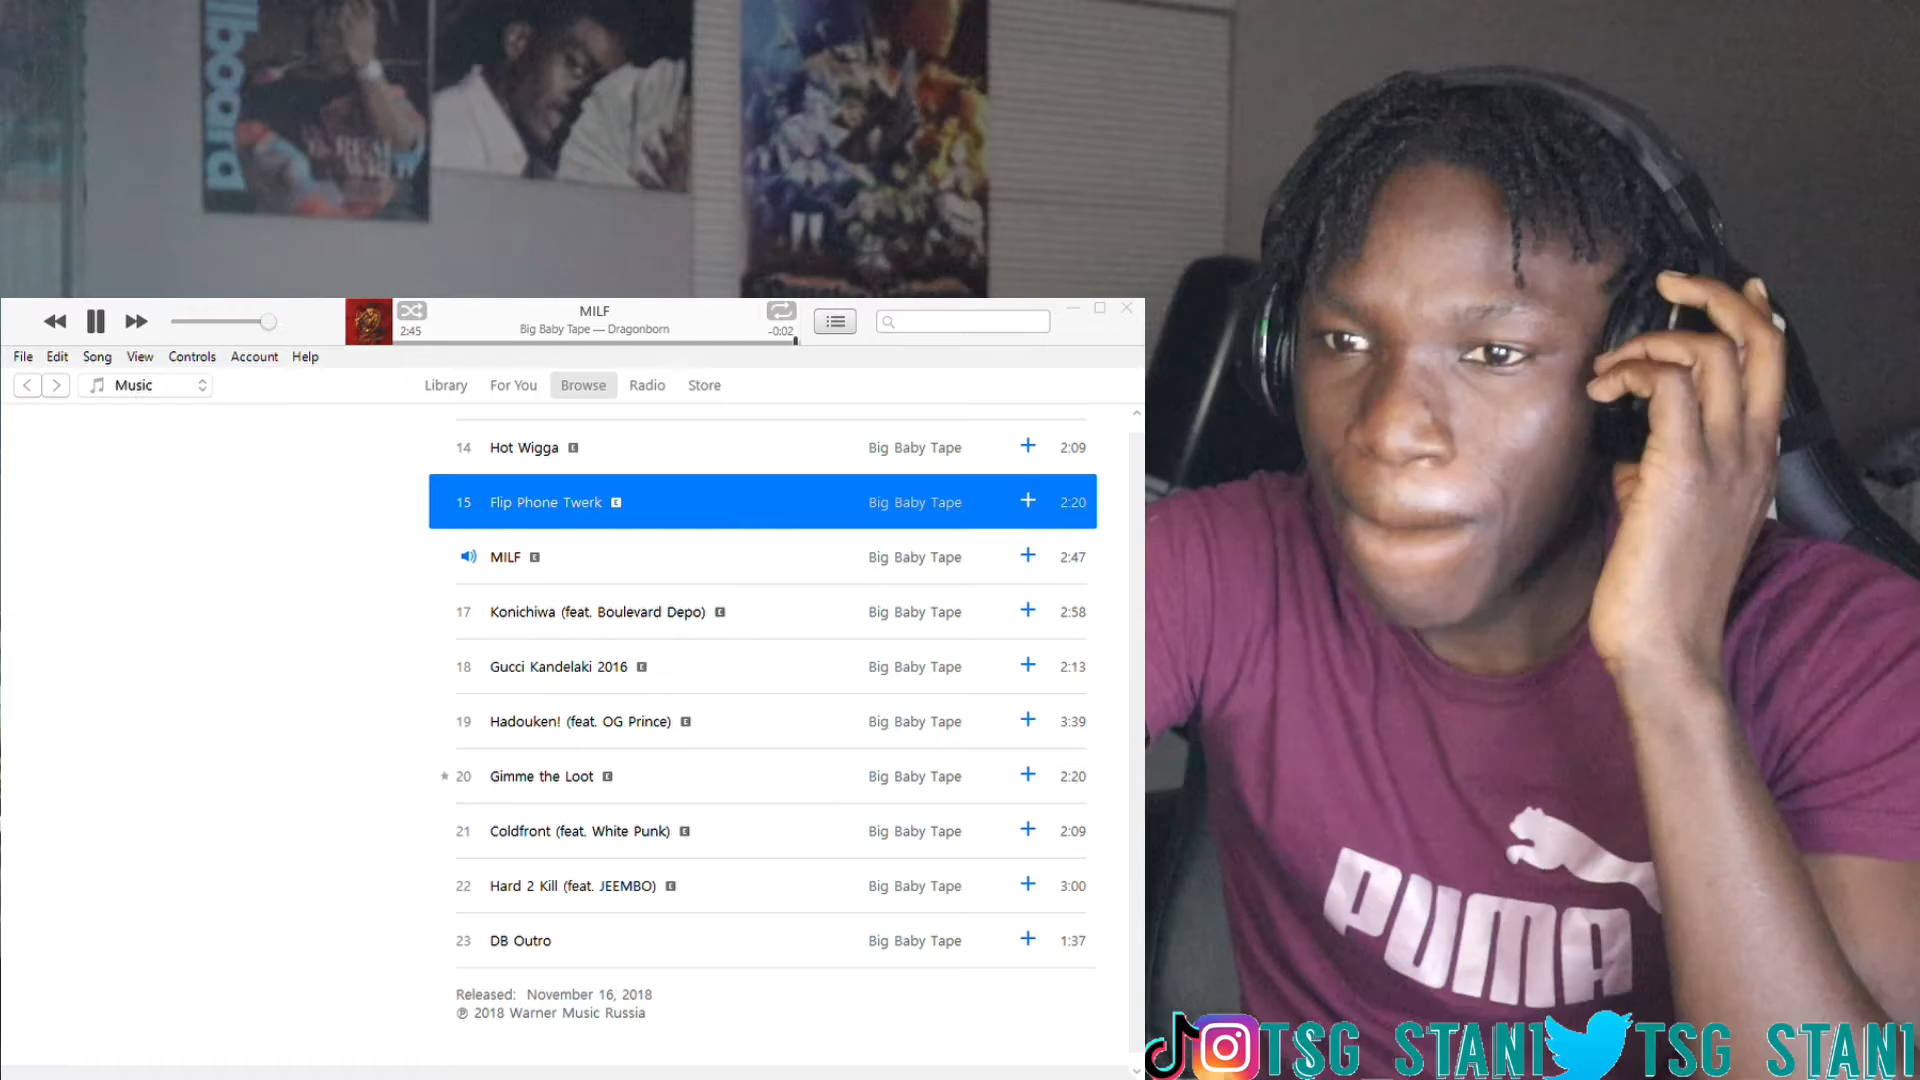 billboard
MILF
2:45
Big Baby Tape — Dragonborn
-0:02
File Edit Song View Controls Account Help
Music
Library For You Browse Radio Store
14 Hot Wigga E Big Baby Tape + 2:09
15 Flip Phone Twerk E Big Baby Tape + 2:20
MILF E Big Baby Tape + 2:47
17 Konichiwa (feat. Boulevard Depo) E Big Baby Tape + 2:58
18 Gucci Kandelaki 2016 E Big Baby Tape + 2:13
19 Hadouken! (feat. OG Prince) E Big Baby Tape + 3:39
★ 20 Gimme the Loot E Big Baby Tape + 2:20
21 Coldfront (feat. White Punk) E Big Baby Tape + 2:09
22 Hard 2 Kill (feat. JEEMBO) E Big Baby Tape + 3:00
23 DB Outro Big Baby Tape + 1:37
Released: November 16, 2018
℗ 2018 Warner Music Russia
PUMA
TSG_STAN1 TSG_STAN1